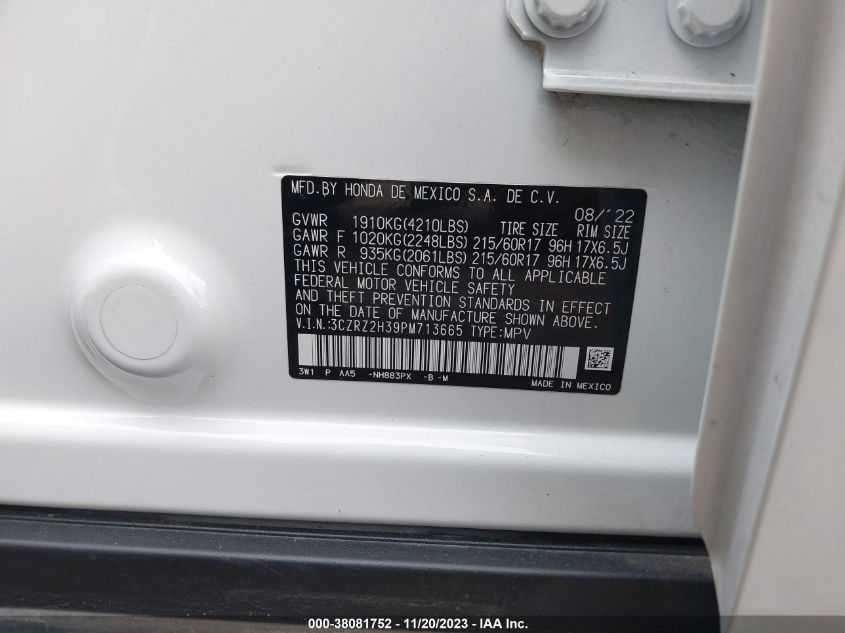 MFD.BY HONDA DE MEXICO S.A. DE C.V.
08/'22
GVWR 1910KG(4210LBS) TIRE SIZE RIM SIZE
GAWR F 1020KG(2248LBS) 215/60R17 96H 17X6.5J
GAWR R 935KG(2061LBS) 215/60R17 96H 17X6.5J
THIS VEHICLE CONFORMS TO ALL APPLICABLE
FEDERAL MOTOR VEHICLE SAFETY
AND THEFT PREVENTION STANDARDS IN EFFECT
ON THE DATE OF MANUFACTURE SHOWN ABOVE.
V.I.N.:3CZRZ2H39PM713665 TYPE:MPV
3W1 P AA5 -NH883PX -B -M
MADE IN MEXICO
000-38081752 — 11/20/2023 — IAA Inc.